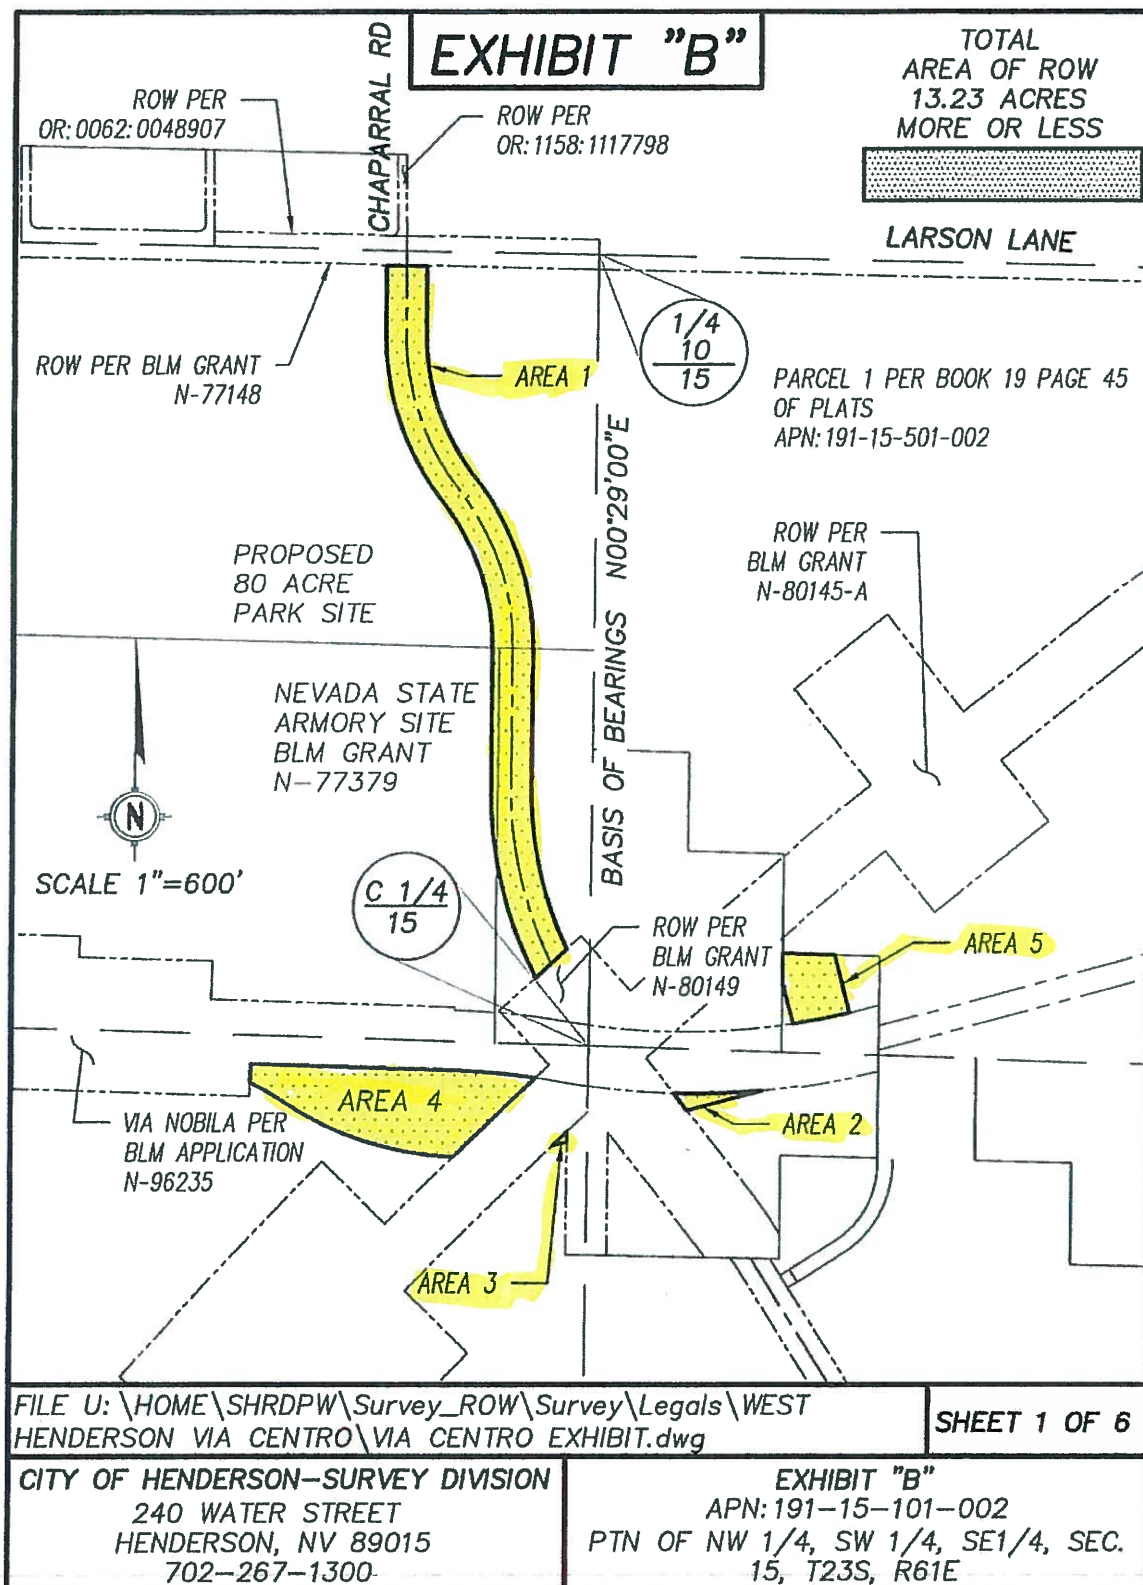 EXHIBIT "B"
TOTAL
AREA OF ROW
13.23 ACRES
MORE OR LESS
CHAPARRAL RD
ROW PER
OR:0062:0048907
ROW PER
OR:1158:1117798
LARSON LANE
1/4
10
15
ROW PER BLM GRANT
N-77148
AREA 1
PARCEL 1 PER BOOK 19 PAGE 45
OF PLATS
APN:191-15-501-002
BASIS OF BEARINGS N00°29'00"E
ROW PER
BLM GRANT
N-80145-A
PROPOSED
80 ACRE
PARK SITE
NEVADA STATE
ARMORY SITE
BLM GRANT
N-77379
N
SCALE 1"=600'
C 1/4
15
ROW PER
BLM GRANT
N-80149
AREA 5
AREA 4
AREA 2
VIA NOBILA PER
BLM APPLICATION
N-96235
AREA 3
FILE U:\HOME\SHRDPW\Survey_ROW\Survey\Legals\WEST
HENDERSON VIA CENTRO\VIA CENTRO EXHIBIT.dwg
SHEET 1 OF 6
CITY OF HENDERSON-SURVEY DIVISION
240 WATER STREET
HENDERSON, NV 89015
702-267-1300
EXHIBIT "B"
APN:191-15-101-002
PTN OF NW 1/4, SW 1/4, SE1/4, SEC.
15, T23S, R61E